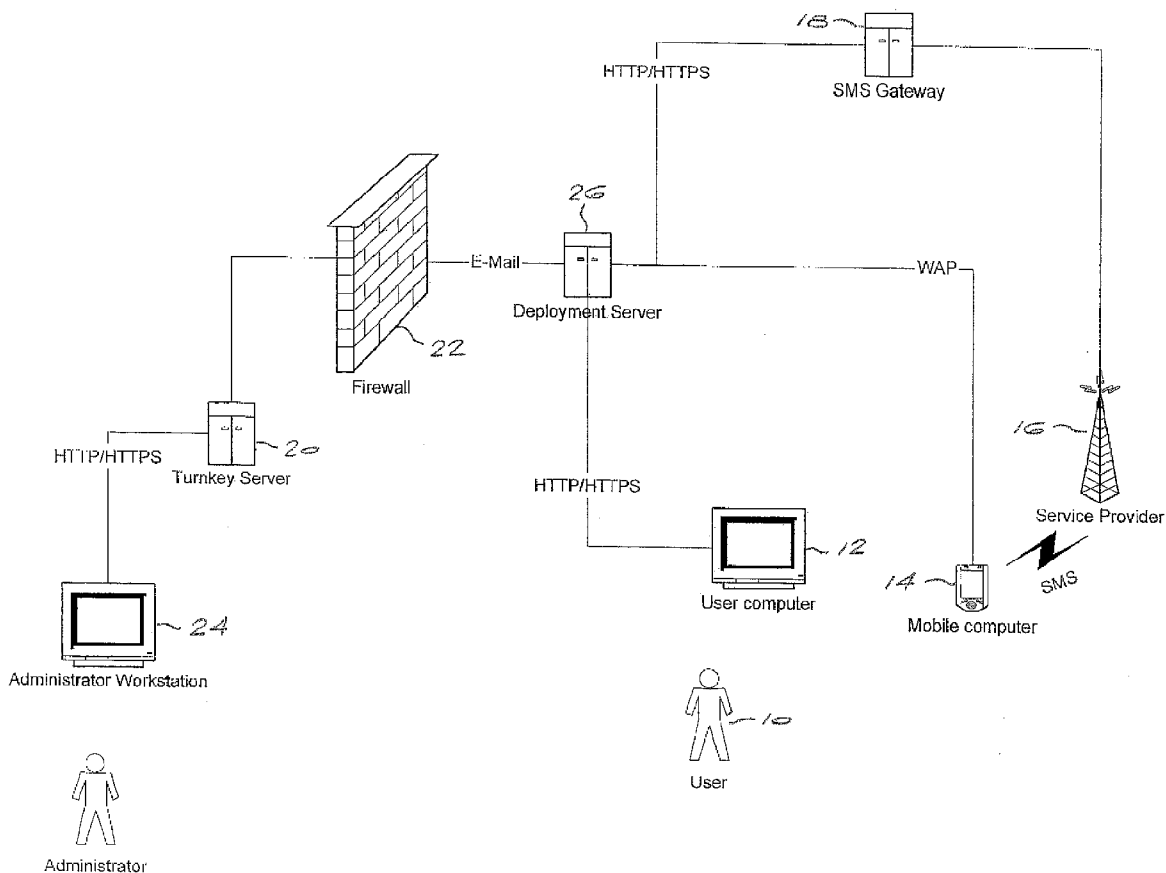 18
HTTP/HTTPS
SMS Gateway
26
E-Mail
WAP
Deployment Server
22
Firewall
16
20
HTTP/HTTPS
Turnkey Server
HTTP/HTTPS
Service Provider
12
14
SMS
User computer
Mobile computer
24
Administrator Workstation
10
User
Administrator